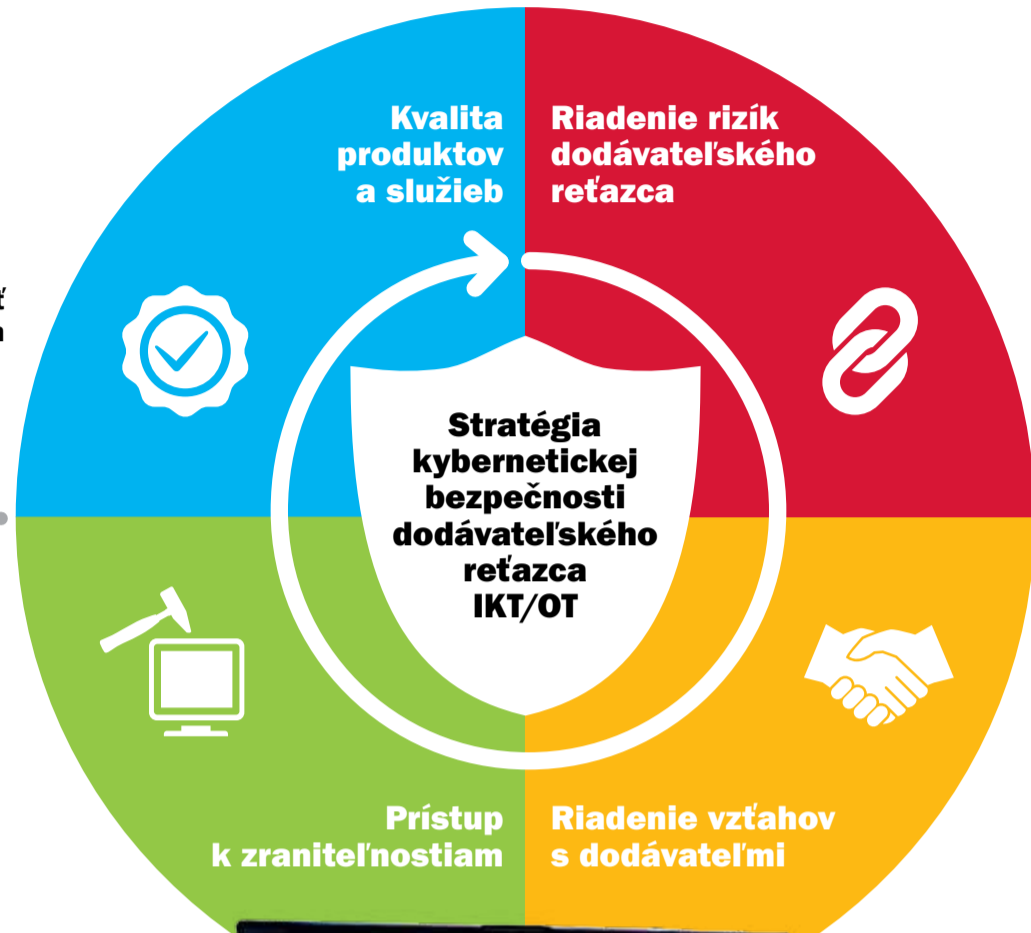 Kvalita
produktov
a služieb
Riadenie rizík
dodávateľského
reťazca
Stratégia
kybernetickej
bezpečnosti
dodávateľského
reťazca
IKT/OT
Prístup
k zraniteľnostiam
Riadenie vzťahov
s dodávateľmi